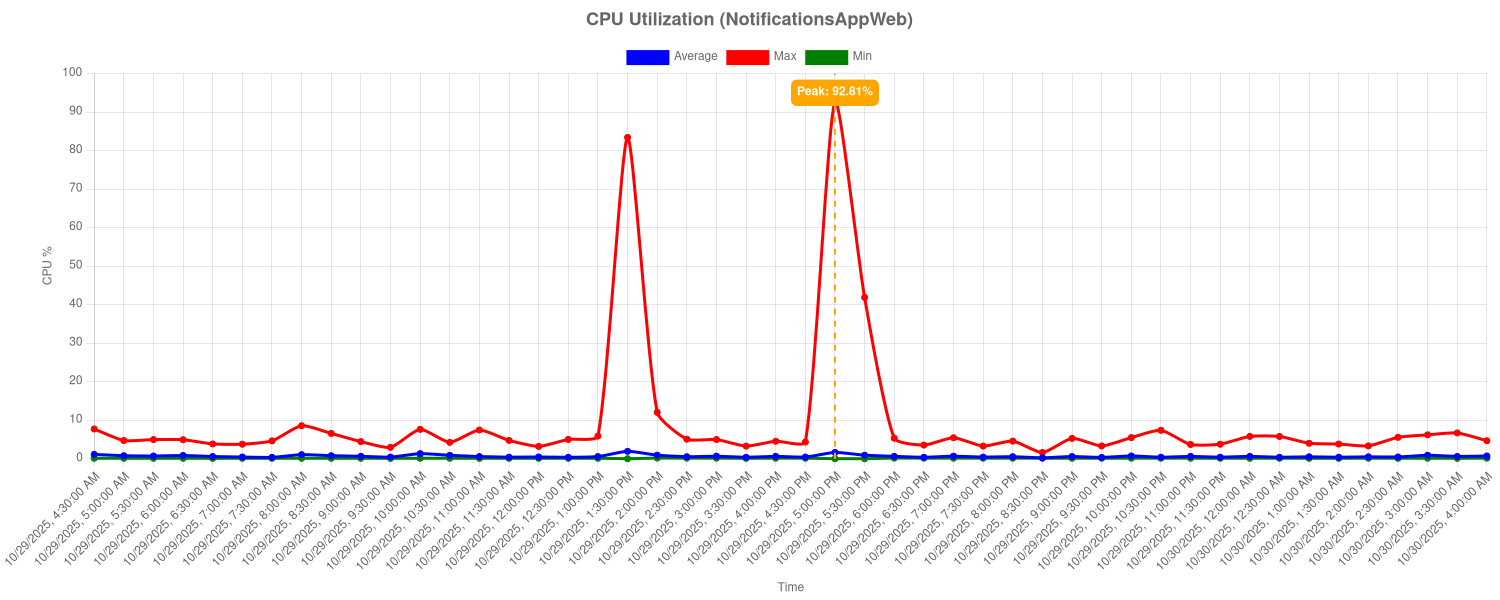 CPU Utilization (NotificationsAppWeb)
Average Max Min
100
Peak: 92.81%
90
80
70
60
50
40
30
20
10
0
CPU %
10/29/2025, 4:30:00 AM
10/29/2025, 5:00:00 AM
10/29/2025, 5:30:00 AM
10/29/2025, 6:00:00 AM
10/29/2025, 6:30:00 AM
10/29/2025, 7:00:00 AM
10/29/2025, 7:30:00 AM
10/29/2025, 8:00:00 AM
10/29/2025, 8:30:00 AM
10/29/2025, 9:00:00 AM
10/29/2025, 9:30:00 AM
10/29/2025, 10:00:00 AM
10/29/2025, 10:30:00 AM
10/29/2025, 11:00:00 AM
10/29/2025, 11:30:00 AM
10/29/2025, 12:00:00 PM
10/29/2025, 12:30:00 PM
10/29/2025, 1:00:00 PM
10/29/2025, 1:30:00 PM
10/29/2025, 2:00:00 PM
10/29/2025, 2:30:00 PM
10/29/2025, 3:00:00 PM
10/29/2025, 3:30:00 PM
10/29/2025, 4:00:00 PM
10/29/2025, 4:30:00 PM
10/29/2025, 5:00:00 PM
10/29/2025, 5:30:00 PM
10/29/2025, 6:00:00 PM
10/29/2025, 6:30:00 PM
10/29/2025, 7:00:00 PM
10/29/2025, 7:30:00 PM
10/29/2025, 8:00:00 PM
10/29/2025, 8:30:00 PM
10/29/2025, 9:00:00 PM
10/29/2025, 9:30:00 PM
10/29/2025, 10:00:00 PM
10/29/2025, 10:30:00 PM
10/29/2025, 11:00:00 PM
10/29/2025, 11:30:00 PM
10/30/2025, 12:00:00 AM
10/30/2025, 12:30:00 AM
10/30/2025, 1:00:00 AM
10/30/2025, 1:30:00 AM
10/30/2025, 2:00:00 AM
10/30/2025, 2:30:00 AM
10/30/2025, 3:00:00 AM
10/30/2025, 3:30:00 AM
10/30/2025, 4:00:00 AM
Time